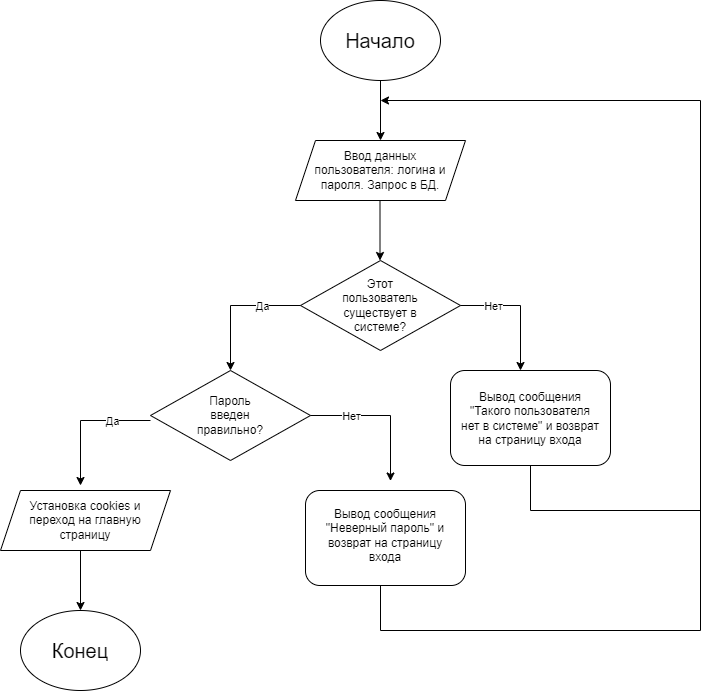 Начало
Ввод данных
пользователя: логина и
пароля. Запрос в БД.
Этот
пользователь
существует в
системе?
Да
Нет
Пароль
введен
правильно?
Вывод сообщения
"Такого пользователя
нет в системе" и возврат
на страницу входа
Да
Нет
Установка cookies и
переход на главную
страницу
Вывод сообщения
"Неверный пароль" и
возврат на страницу
входа
Конец